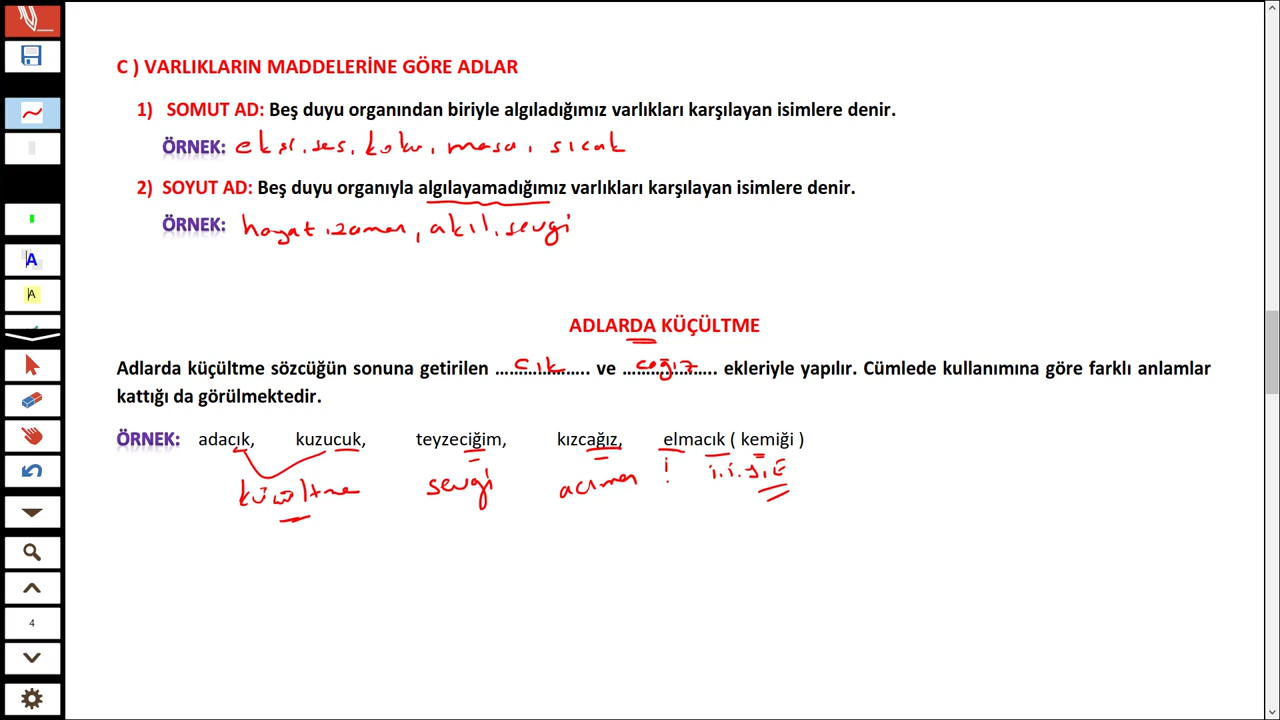 C ) VARLIKLARIN MADDELERİNE GÖRE ADLAR
1) SOMUT AD: Beş duyu organından biriyle algıladığımız varlıkları karşılayan isimlere denir.
ÖRNEK: ekşi, ses, koku, masa, sıcak
2) SOYUT AD: Beş duyu organıyla algılayamadığımız varlıkları karşılayan isimlere denir.
ÖRNEK: hayat, zaman, akıl, sevgi
ADLARDA KÜÇÜLTME
Adlarda küçültme sözcüğün sonuna getirilen ...cık... ve ...cağız... ekleriyle yapılır. Cümlede kullanımına göre farklı anlamlar
kattığı da görülmektedir.
ÖRNEK: adacık, kuzucuk, teyzeciğim, kızcağız, elmacık ( kemiği )
küçültme sevgi acıma ! i.i.y.E
A
A
4